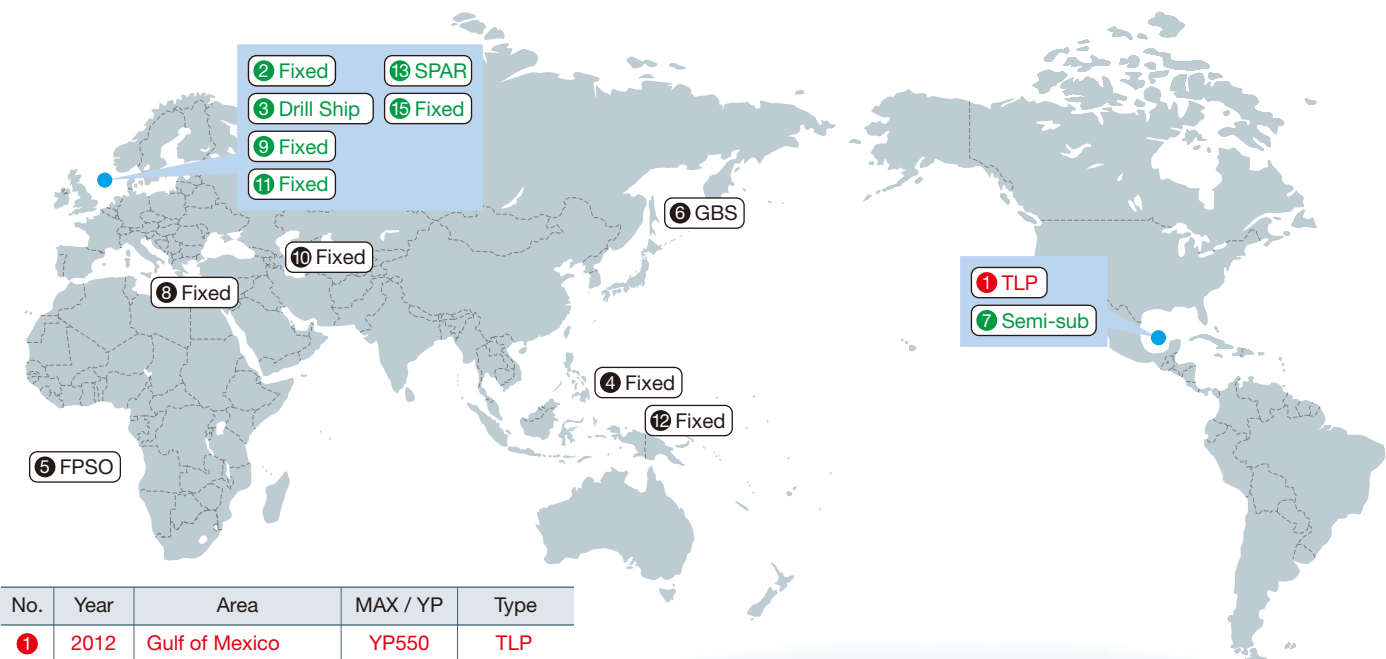 2 Fixed
13 SPAR
3 Drill Ship
15 Fixed
9 Fixed
11 Fixed
6 GBS
10 Fixed
8 Fixed
1 TLP
7 Semi-sub
4 Fixed
12 Fixed
5 FPSO
No. Year Area MAX / YP Type
1 2012 Gulf of Mexico YP550 TLP